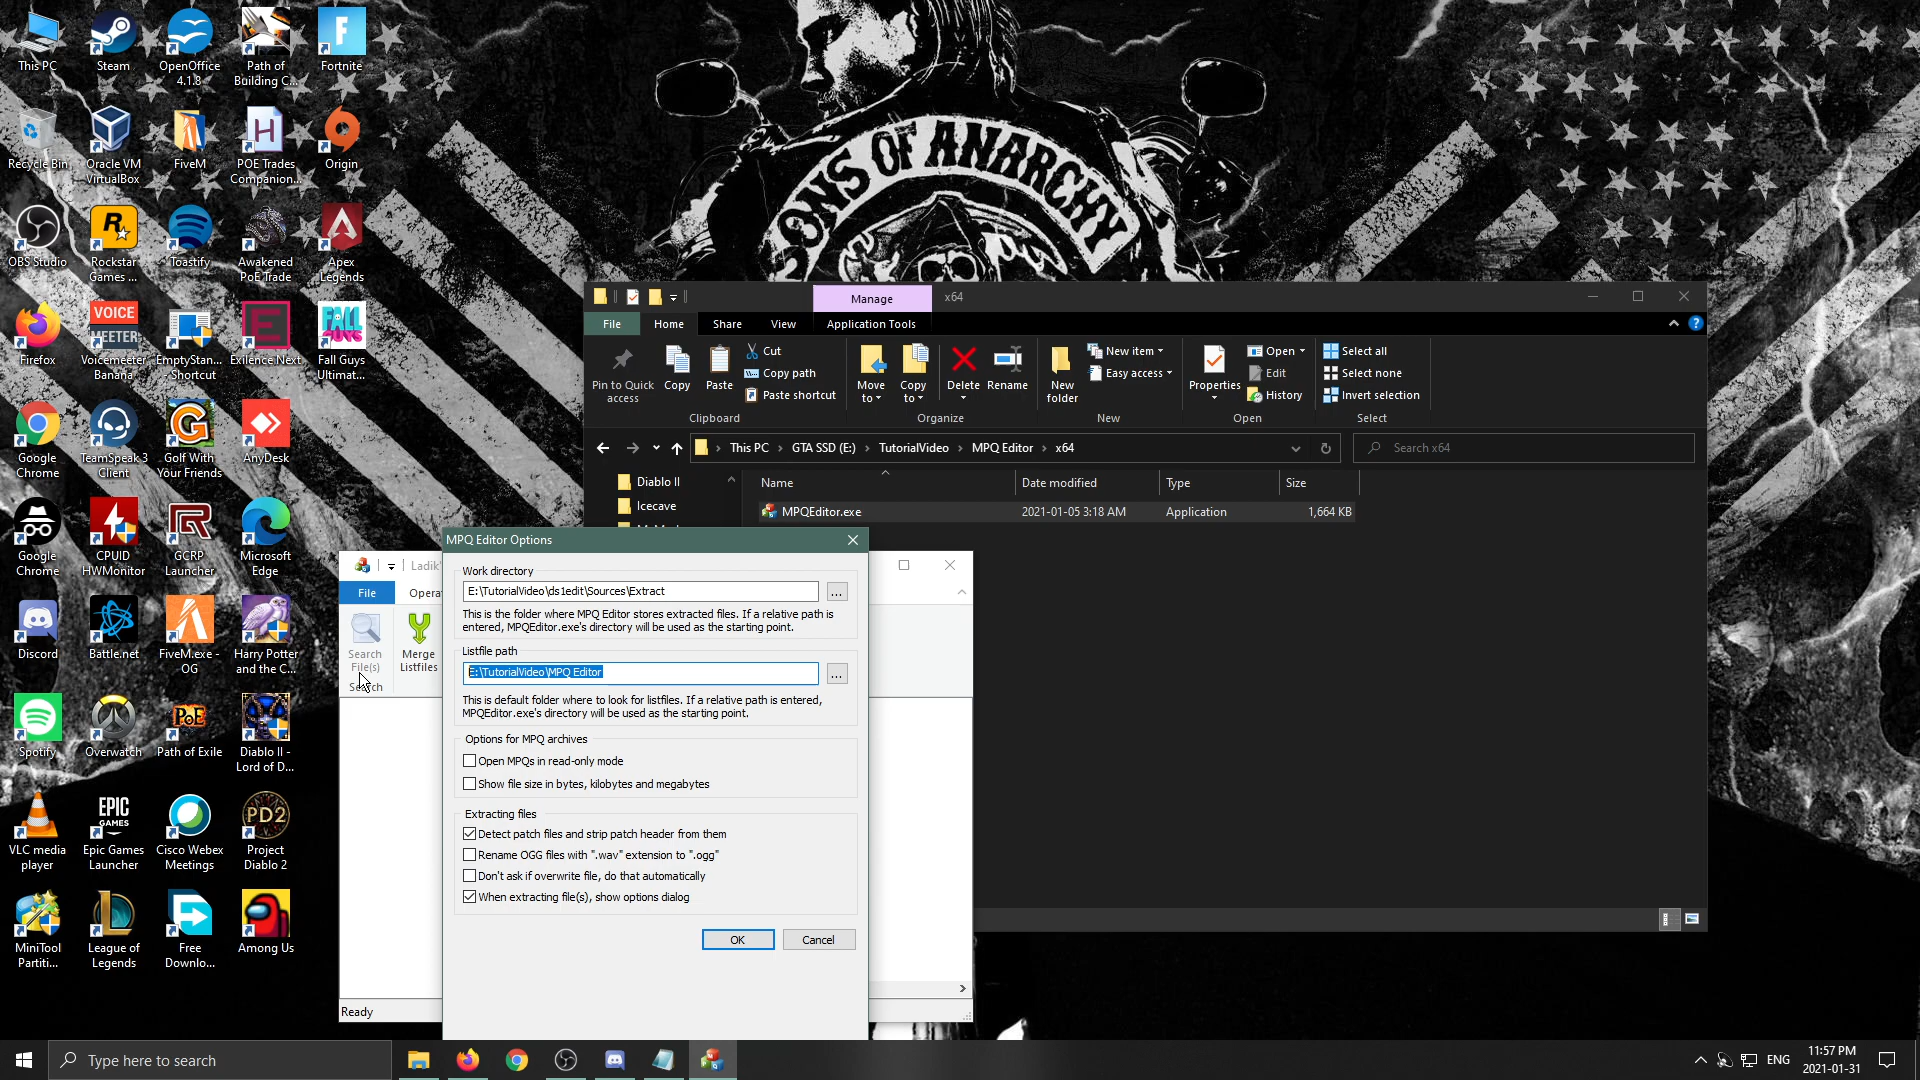 This PC
Steam
OpenOffice
4.1.8
Path of
Building C...
Fortnite
Recycle Bin
Oracle VM
VirtualBox
FiveM
POE Trades
Companion...
Origin
OBS Studio
Rockstar
Games ...
Toastify
Awakened
PoE Trade
Apex
Legends
VOICE
MEETER
FALL
GUYS
Firefox
Voicemeeter
Banana
EmptyStan...
- Shortcut
Exilence Next
Fall Guys
Ultimat...
Google
Chrome
TeamSpeak 3
Client
Golf With
Your Friends
AnyDesk
Google
Chrome
CPUID
HWMonitor
GCRP
Launcher
Microsoft
Edge
Discord
Battle.net
FiveM.exe -
OG
Harry Potter
and the C...
Spotify
Overwatch
PoE
Path of Exile
Diablo II -
Lord of D...
EPIC
GAMES
PD2
VLC media
player
Epic Games
Launcher
Cisco Webex
Meetings
Project
Diablo 2
MiniTool
Partiti...
League of
Legends
Free
Downlo...
Among Us
SONS OF ANARCHY
Manage
x64
File
Home
Share
View
Application Tools
Pin to Quick
access
Copy
Paste
Cut
Copy path
Paste shortcut
Move
to
Copy
to
Delete
Rename
New
folder
New item
Easy access
Properties
Open
Edit
History
Select all
Select none
Invert selection
Clipboard
Organize
New
Open
Select
This PC
GTA SSD (E:)
TutorialVideo
MPQ Editor
x64
Search x64
Diablo II
Icecave
Name
Date modified
Type
Size
MPQEditor.exe
2021-01-05 3:18 AM
Application
1,664 KB
Ladik'
File
Opera
Search
File(s)
Merge
Listfiles
Search
Ready
MPQ Editor Options
Work directory
E:\TutorialVideo\ds1edit\Sources\Extract
...
This is the folder where MPQ Editor stores extracted files. If a relative path is
entered, MPQEditor.exe's directory will be used as the starting point.
Listfile path
E:\TutorialVideo\MPQ Editor
...
This is default folder where to look for listfiles. If a relative path is entered,
MPQEditor.exe's directory will be used as the starting point.
Options for MPQ archives
Open MPQs in read-only mode
Show file size in bytes, kilobytes and megabytes
Extracting files
Detect patch files and strip patch header from them
Rename OGG files with ".wav" extension to ".ogg"
Don't ask if overwrite file, do that automatically
When extracting file(s), show options dialog
OK
Cancel
Type here to search
ENG
11:57 PM
2021-01-31